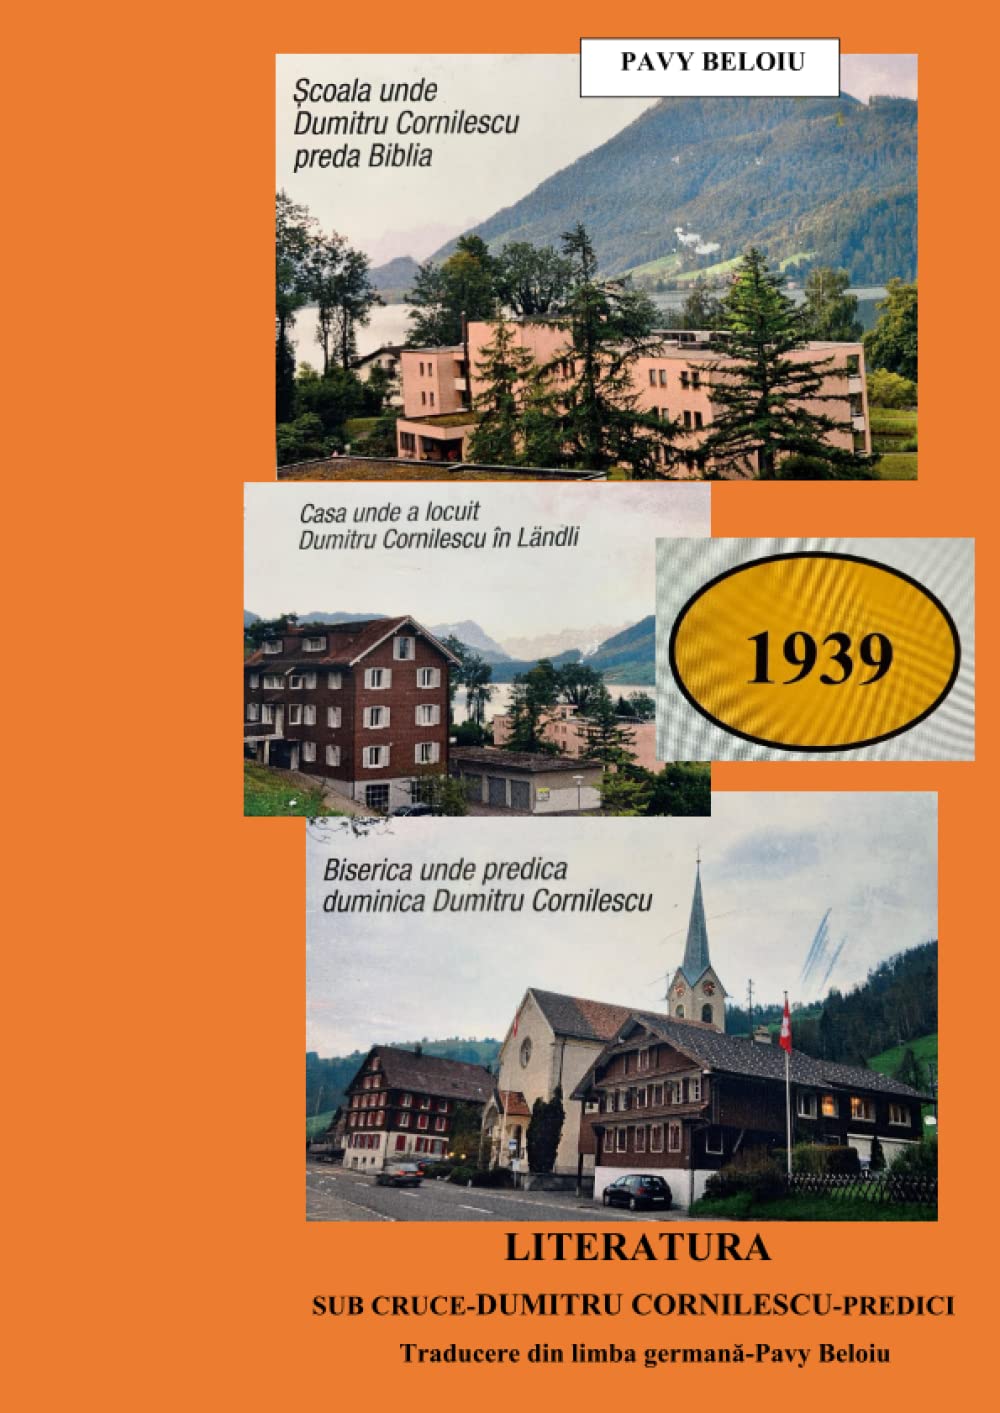 PAVY BELOIU
Școala unde
Dumitru Cornilescu
preda Biblia
Casa unde a locuit
Dumitru Cornilescu în Ländli
1939
Biserica unde predica
duminica Dumitru Cornilescu
LITERATURA
SUB CRUCE-DUMITRU CORNILESCU-PREDICI
Traducere din limba germană-Pavy Beloiu